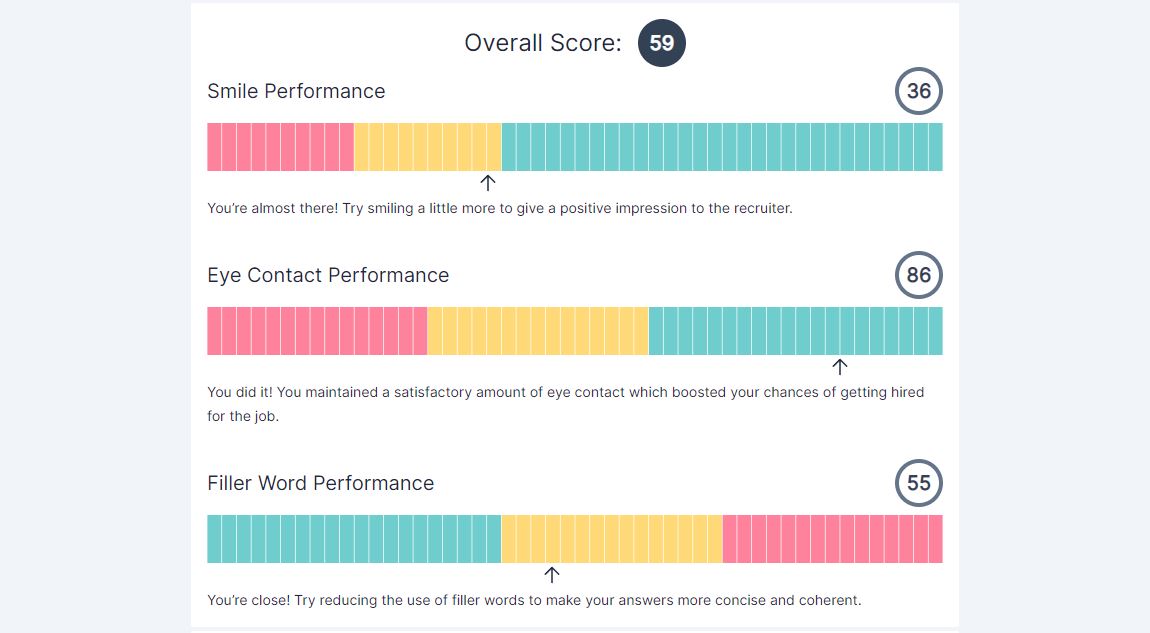 Overall Score: 59
Smile Performance 36
You’re almost there! Try smiling a little more to give a positive impression to the recruiter.
Eye Contact Performance 86
You did it! You maintained a satisfactory amount of eye contact which boosted your chances of getting hired
for the job.
Filler Word Performance 55
You’re close! Try reducing the use of filler words to make your answers more concise and coherent.